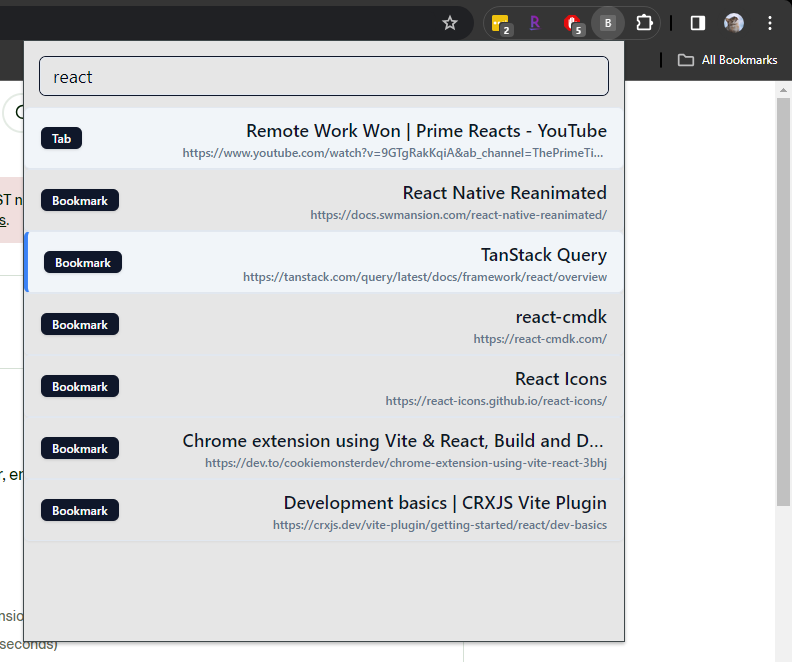 2
R
5
B
All Bookmarks
react
Tab
Remote Work Won | Prime Reacts - YouTube
https://www.youtube.com/watch?v=9GTgRakKqiA&ab_channel=ThePrimeTi...
Bookmark
React Native Reanimated
https://docs.swmansion.com/react-native-reanimated/
Bookmark
TanStack Query
https://tanstack.com/query/latest/docs/framework/react/overview
Bookmark
react-cmdk
https://react-cmdk.com/
Bookmark
React Icons
https://react-icons.github.io/react-icons/
Bookmark
Chrome extension using Vite & React, Build and D...
https://dev.to/cookiemonsterdev/chrome-extension-using-vite-react-3bhj
Bookmark
Development basics | CRXJS Vite Plugin
https://crxjs.dev/vite-plugin/getting-started/react/dev-basics
seconds)